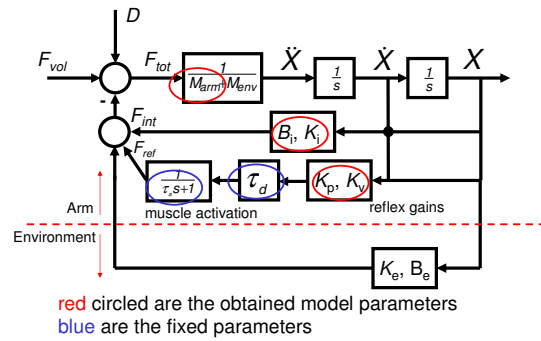 D
F_vol
F_tot
1
M_arm+M_env
Ẍ
1
s
Ẋ
1
s
X
-
F_int
B_i, K_i
F_ref
1
τ_a s+1
τ_d
K_p, K_v
Arm
muscle activation
reflex gains
Environment
K_e, B_e
red circled are the obtained model parameters
blue are the fixed parameters